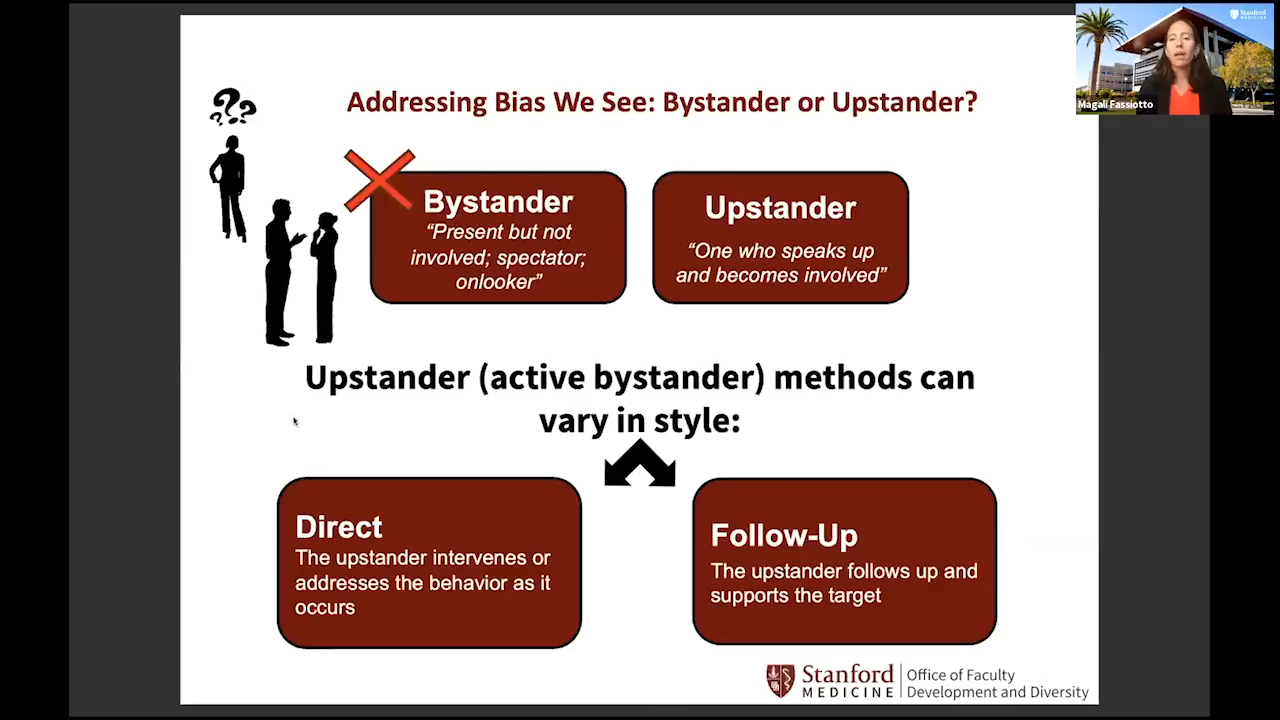 Addressing Bias We See: Bystander or Upstander?
???
Bystander
“Present but not
involved; spectator;
onlooker”
Upstander
“One who speaks up
and becomes involved”
Upstander (active bystander) methods can
vary in style:
Direct
The upstander intervenes or
addresses the behavior as it
occurs
Follow-Up
The upstander follows up and
supports the target
Stanford
MEDICINE
Office of Faculty
Development and Diversity
Stanford
MEDICINE
Magali Fassiotto